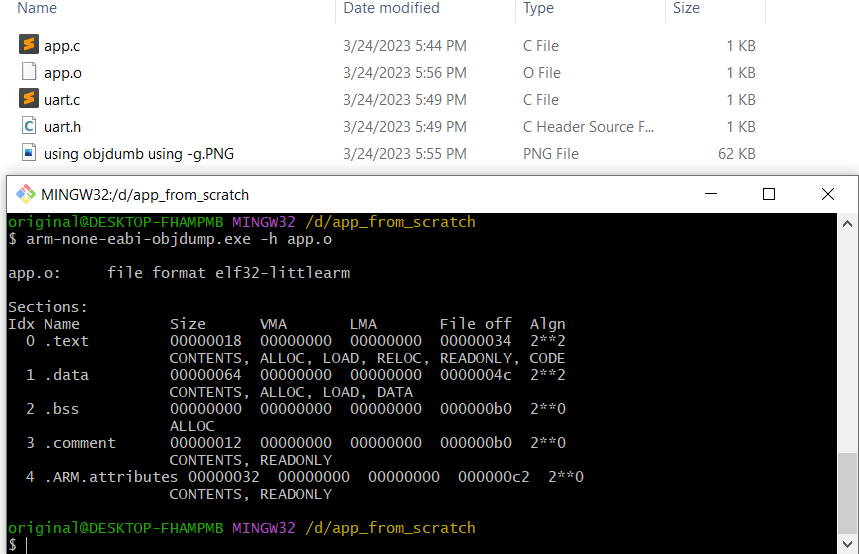 Name Date modified Type Size
app.c 3/24/2023 5:44 PM C File 1 KB
app.o 3/24/2023 5:56 PM O File 1 KB
uart.c 3/24/2023 5:49 PM C File 1 KB
uart.h 3/24/2023 5:49 PM C Header Source F... 1 KB
using objdumb using -g.PNG 3/24/2023 5:55 PM PNG File 62 KB
MINGW32:/d/app_from_scratch
original@DESKTOP-FHAMPMB MINGW32 /d/app_from_scratch
$ arm-none-eabi-objdump.exe -h app.o
app.o:     file format elf32-littlearm
Sections:
Idx Name          Size      VMA       LMA       File off  Algn
  0 .text         00000018  00000000  00000000  00000034  2**2
                  CONTENTS, ALLOC, LOAD, RELOC, READONLY, CODE
  1 .data         00000064  00000000  00000000  0000004c  2**2
                  CONTENTS, ALLOC, LOAD, DATA
  2 .bss          00000000  00000000  00000000  000000b0  2**0
                  ALLOC
  3 .comment      00000012  00000000  00000000  000000b0  2**0
                  CONTENTS, READONLY
  4 .ARM.attributes 00000032  00000000  00000000  000000c2  2**0
                  CONTENTS, READONLY
original@DESKTOP-FHAMPMB MINGW32 /d/app_from_scratch
$